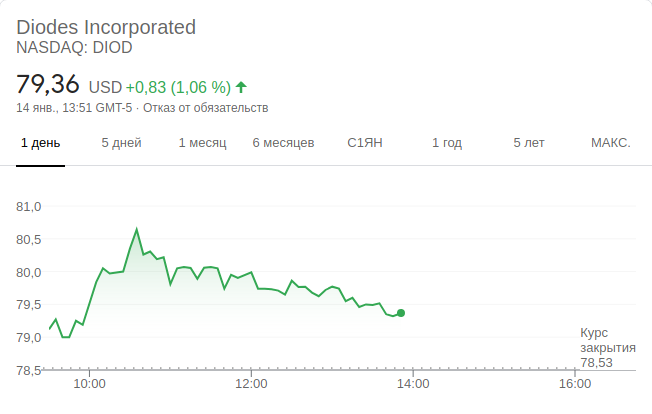 Diodes Incorporated
NASDAQ: DIOD
79,36 USD +0,83 (1,06 %)
14 янв., 13:51 GMT-5 · Отказ от обязательств
1 день 5 дней 1 месяц 6 месяцев С1ЯН 1 год 5 лет МАКС.
81,0
80,5
80,0
79,5
79,0
78,5
Курс
закрытия
78,53
10:00 12:00 14:00 16:00